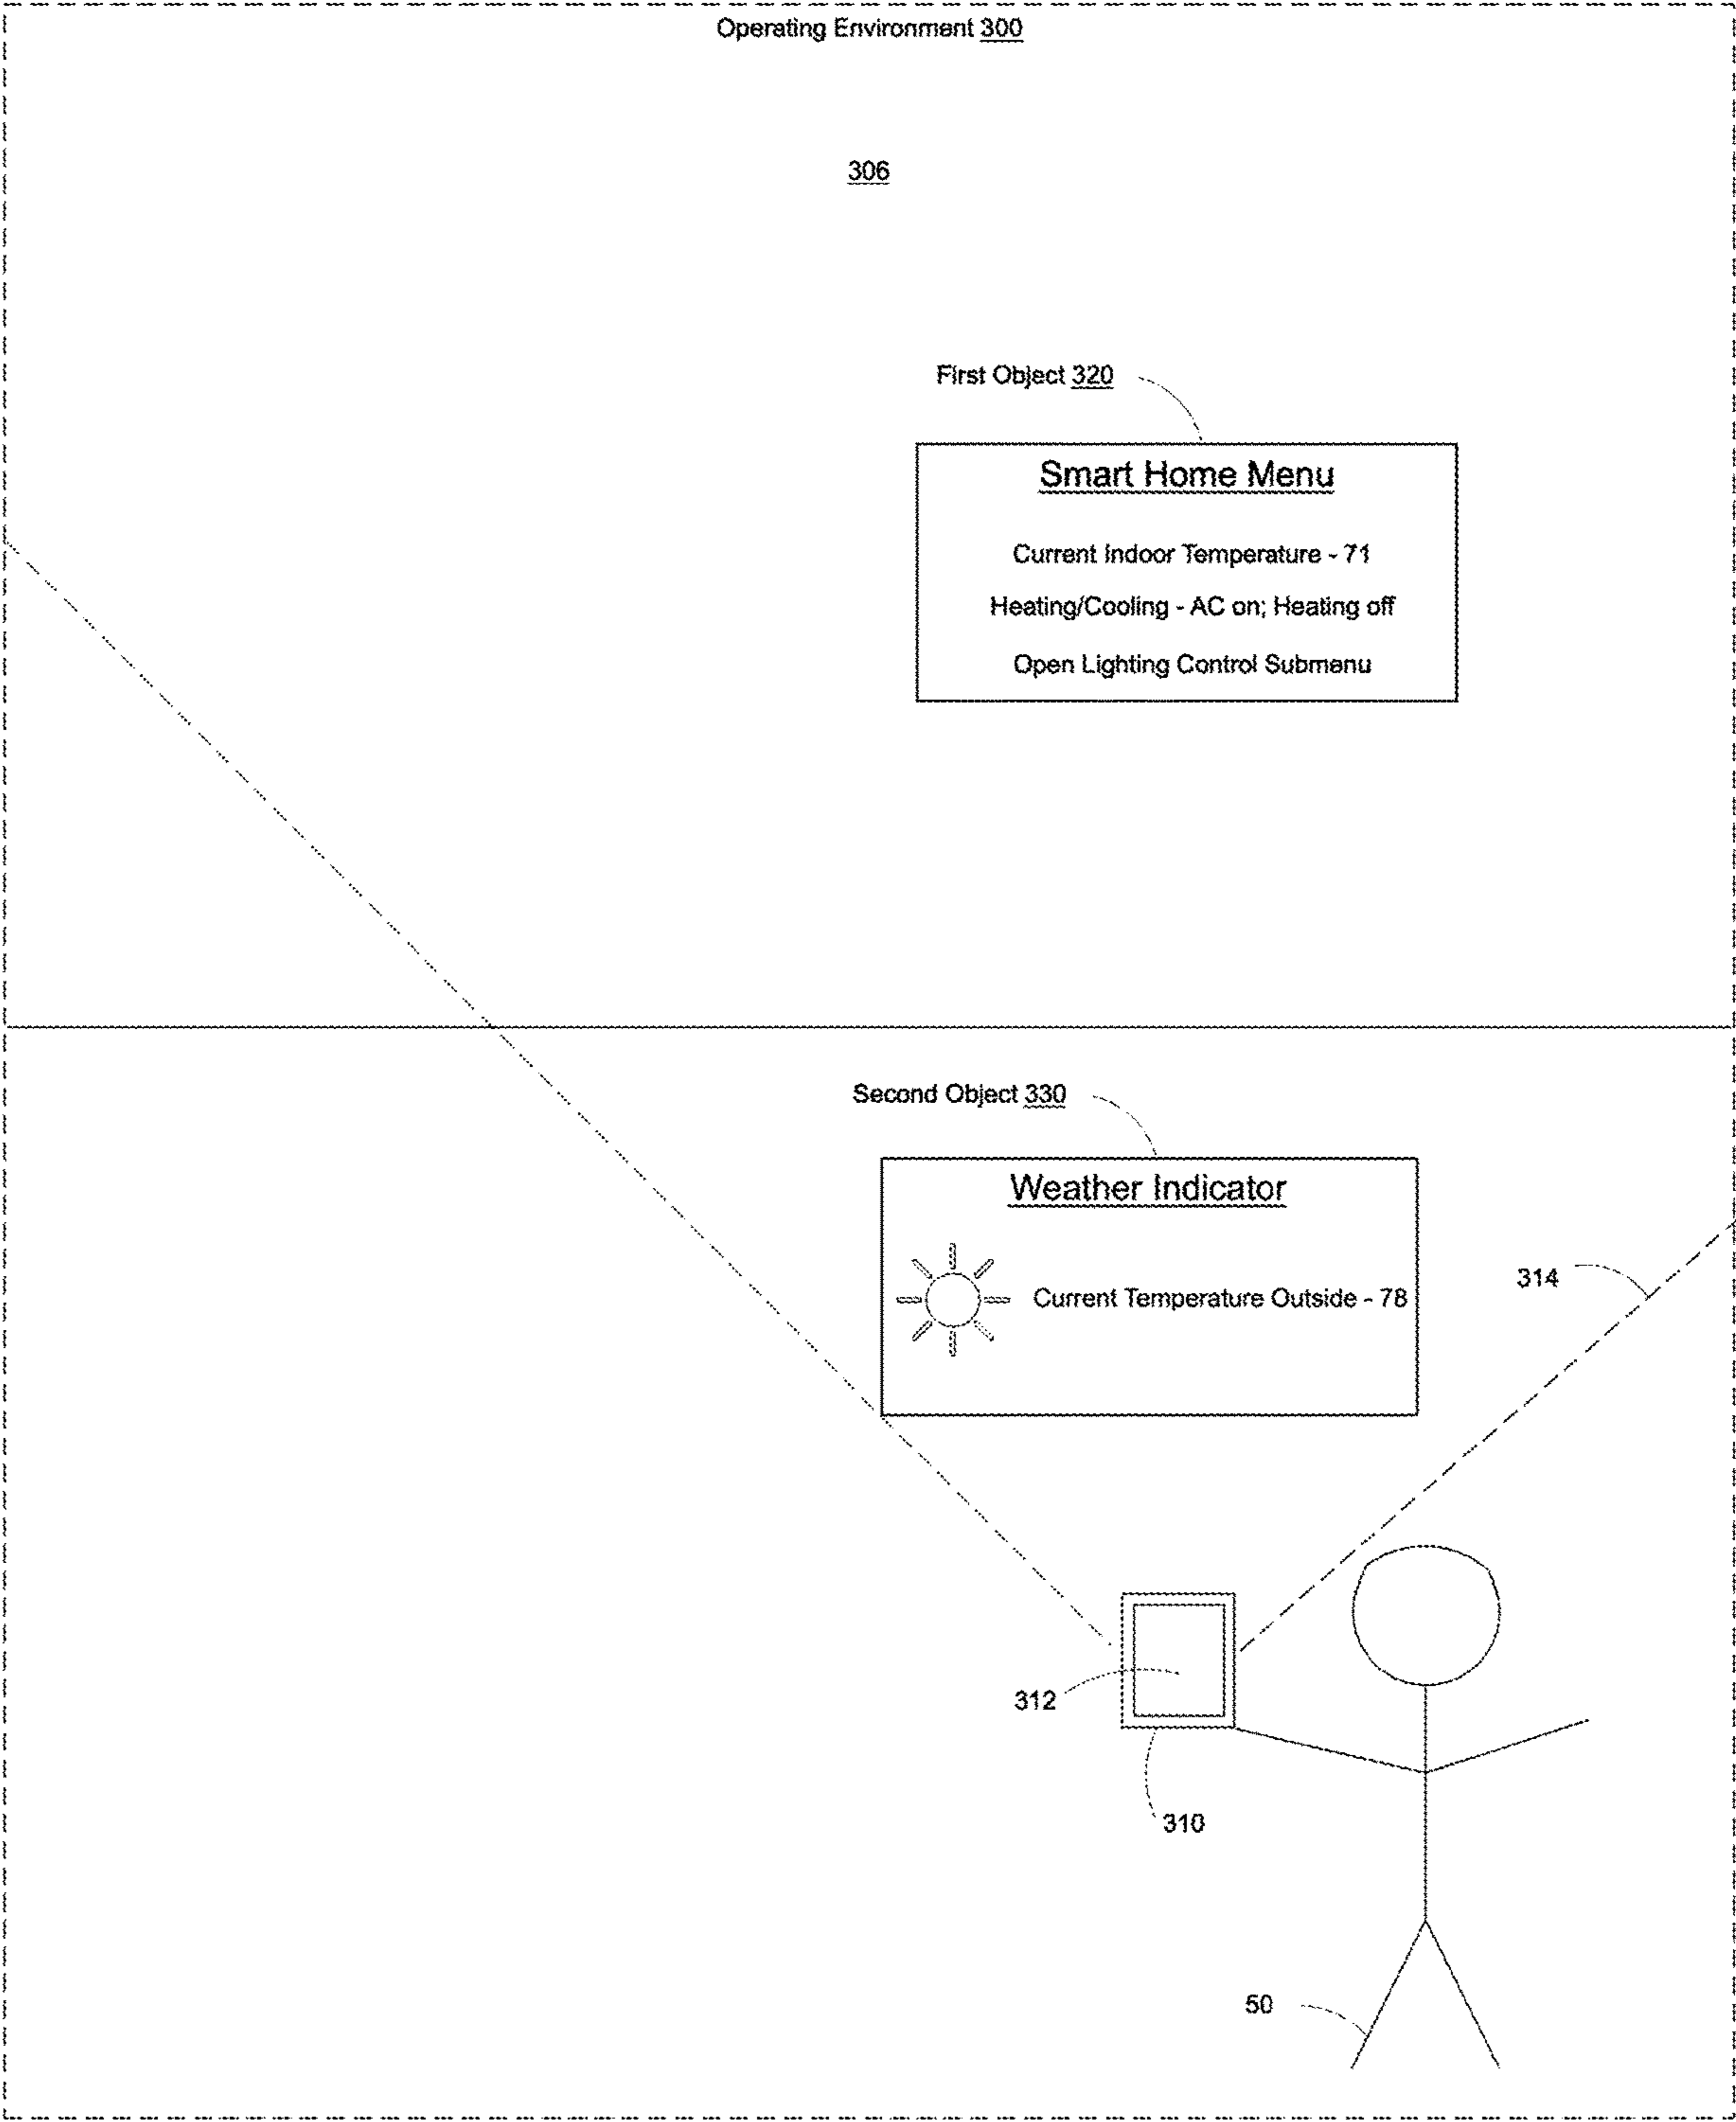 Operating Environment 300
306
First Object 320
Smart Home Menu
Current Indoor Temperature - 71
Heating/Cooling - AC on; Heating off
Open Lighting Control Submenu
Second Object 330
Weather Indicator
Current Temperature Outside - 78
314
312
310
50